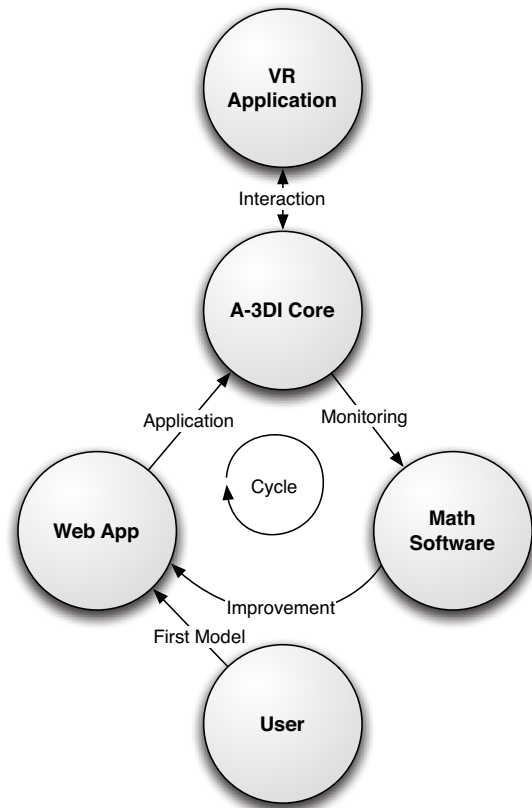 VR
Application
Interaction
A-3DI Core
Application
Monitoring
Cycle
Web App
Math
Software
Improvement
First Model
User